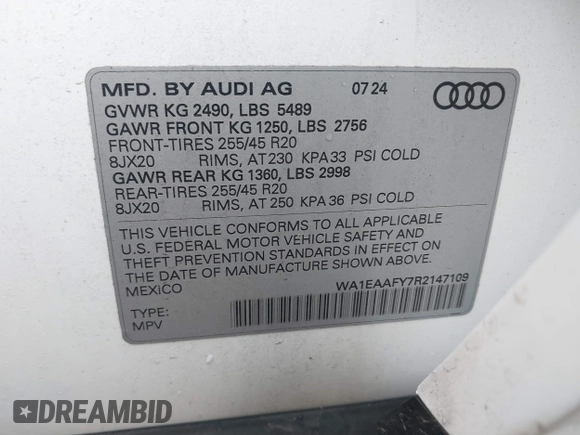 MFD. BY AUDI AG 07 24
GVWR KG 2490, LBS 5489
GAWR FRONT KG 1250, LBS 2756
FRONT-TIRES 255/45 R20
8JX20 RIMS, AT 230 KPA 33 PSI COLD
GAWR REAR KG 1360, LBS 2998
REAR-TIRES 255/45 R20
8JX20 RIMS, AT 250 KPA 36 PSI COLD
THIS VEHICLE CONFORMS TO ALL APPLICABLE
U.S. FEDERAL MOTOR VEHICLE SAFETY AND
THEFT PREVENTION STANDARDS IN EFFECT ON
THE DATE OF MANUFACTURE SHOWN ABOVE.
MEXICO
WA1EAAFY7R2147109
TYPE:
MPV
DREAMBID